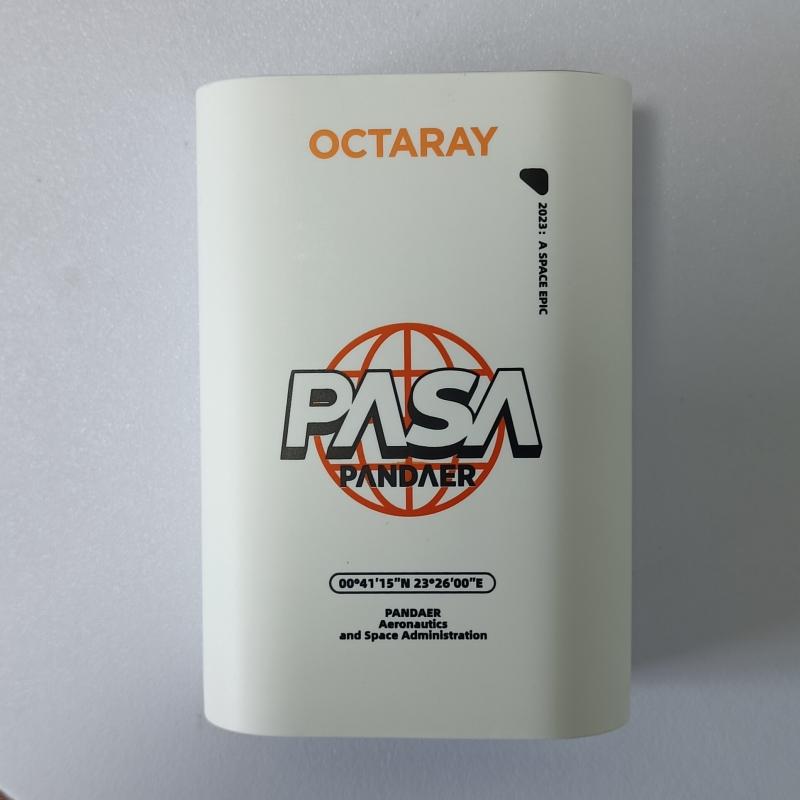 OCTARAY
2023: A SPACE EPIC
PASA
PANDAER
00°41'15"N 23°26'00"E
PANDAER
Aeronautics
and Space Administration